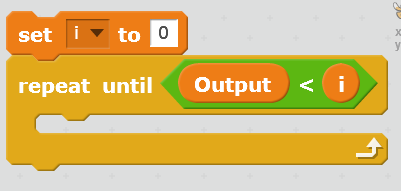 set i to 0
repeat until Output < i
x
y